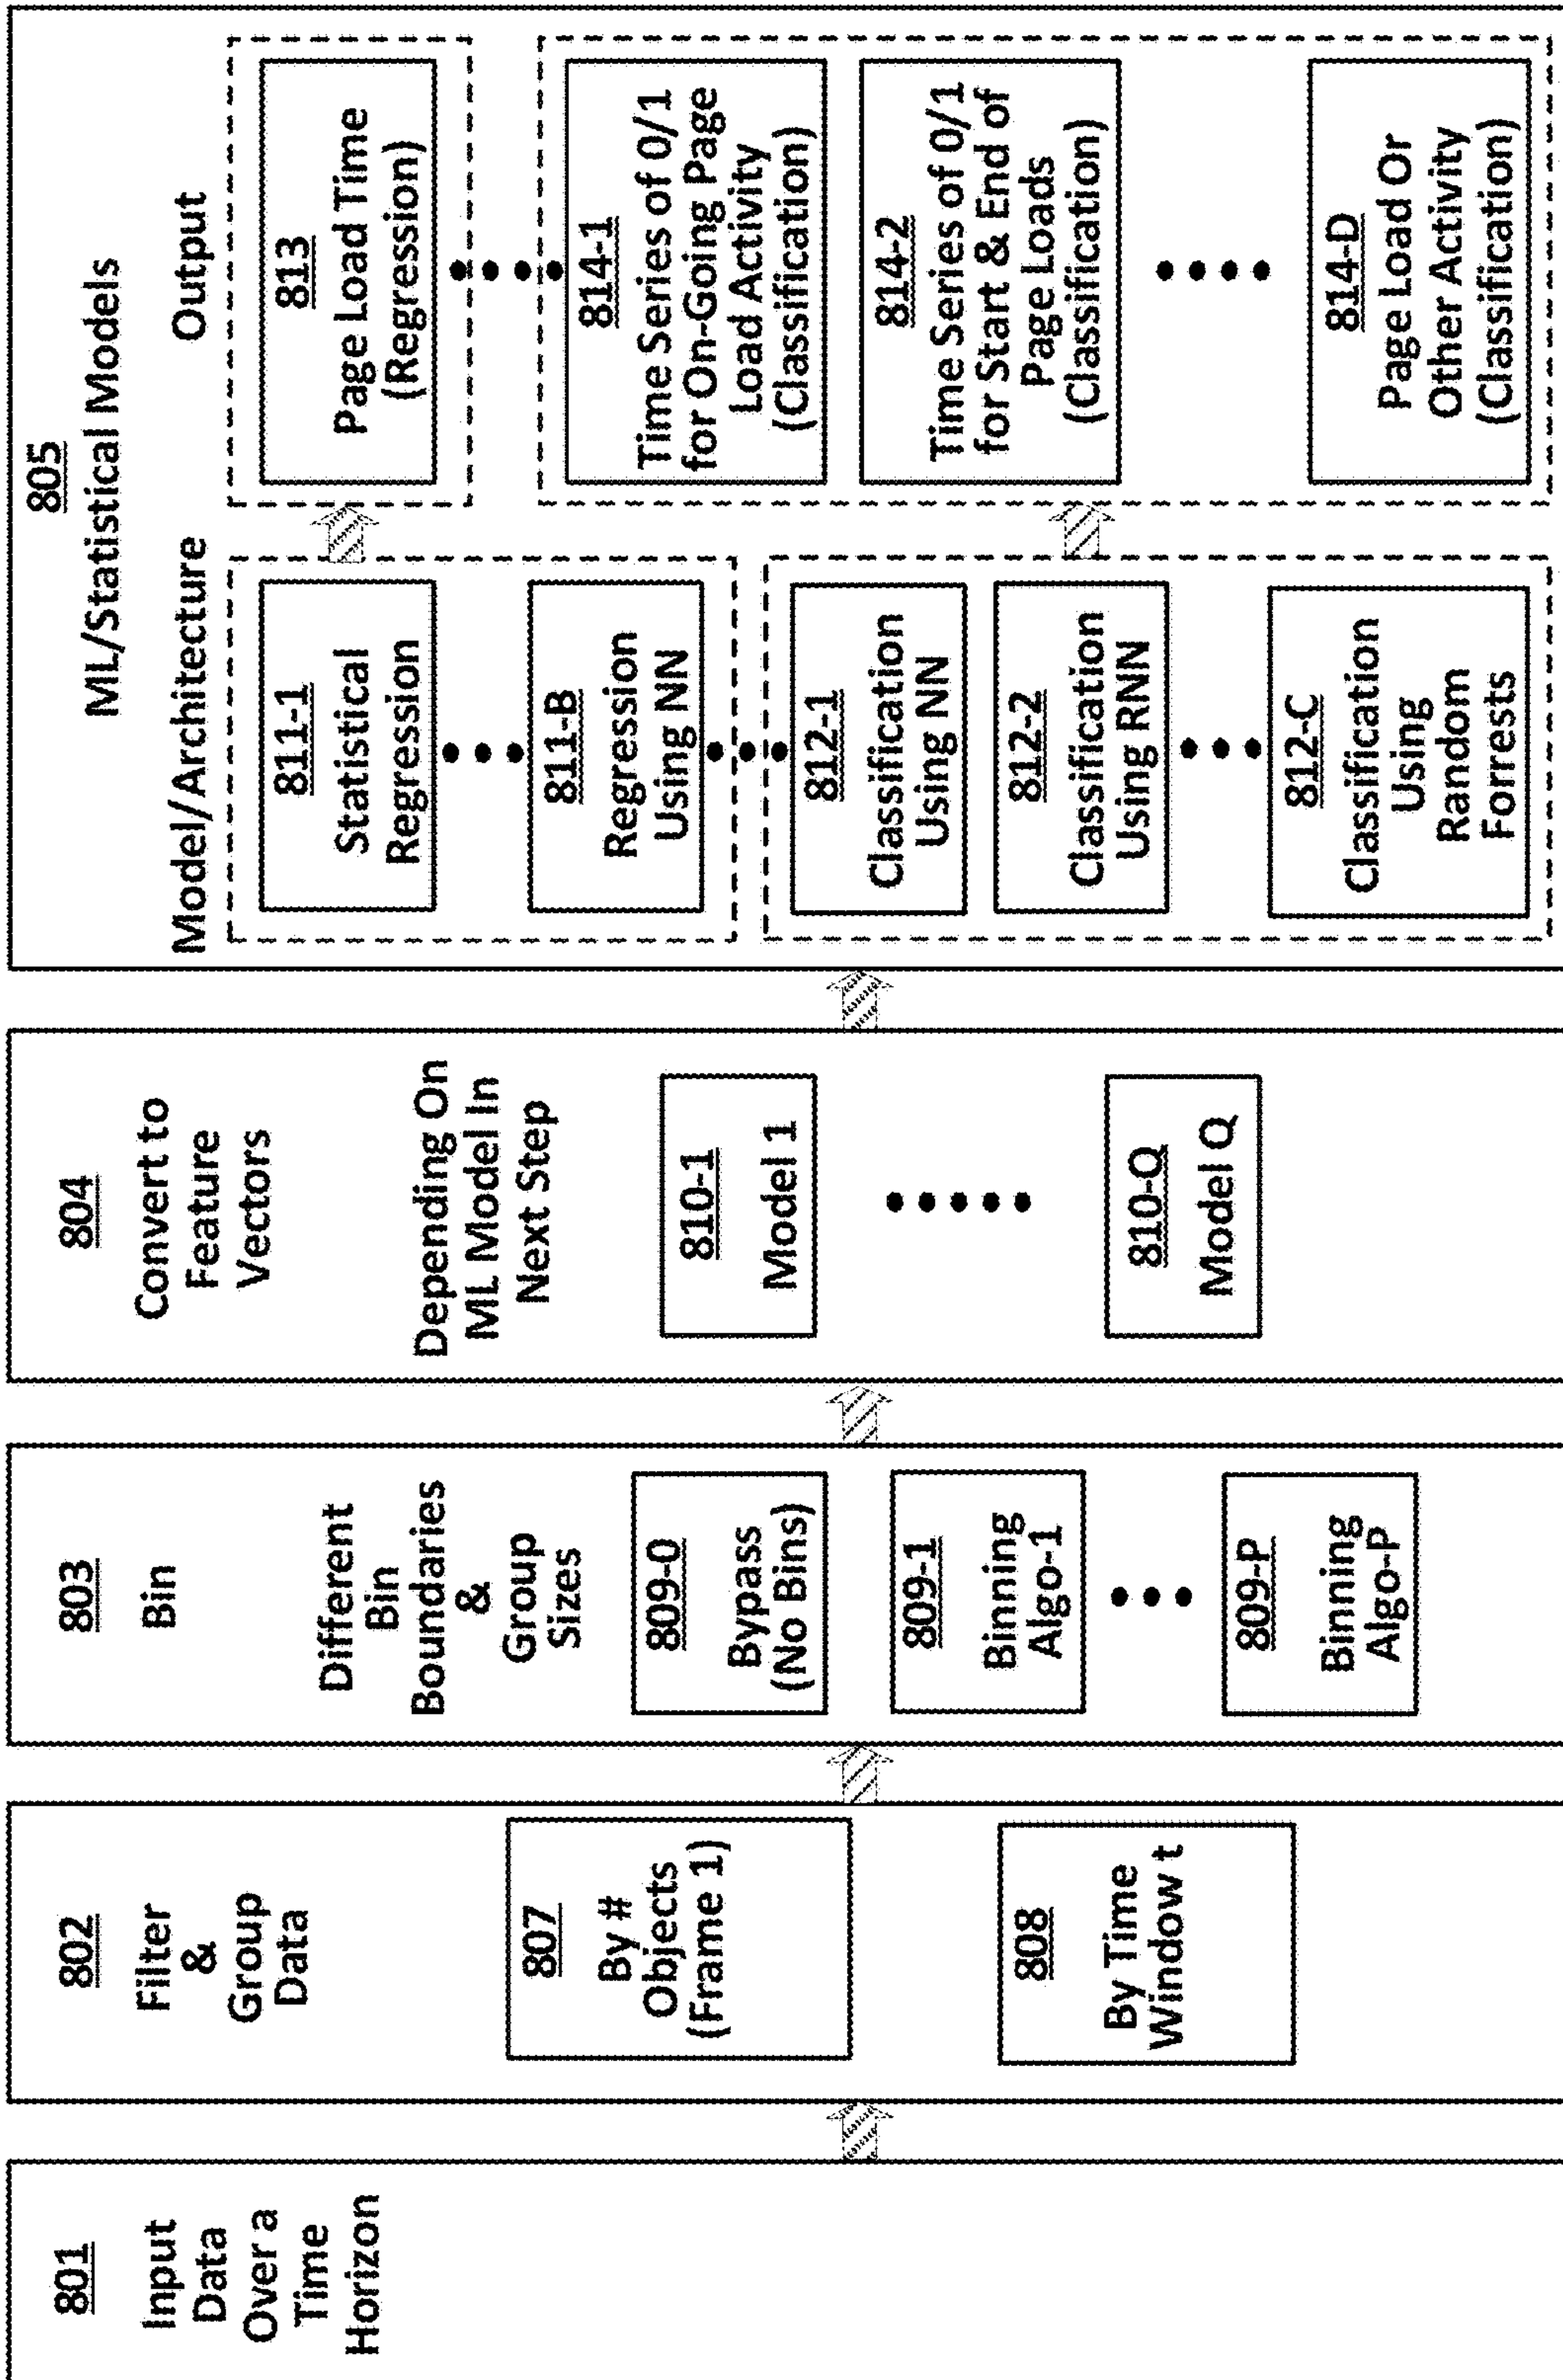 801
Input
Data
Over a
Time
Horizon
802
Filter
&
Group
Data
807
By #
Objects
(Frame 1)
808
By Time
Window t
803
Bin
Different
Bin
Boundaries
&
Group
Sizes
809-0
Bypass
(No Bins)
809-1
Binning
Algo-1
809-P
Binning
Algo-P
804
Convert to
Feature
Vectors
Depending On
ML Model In
Next Step
810-1
Model 1
810-Q
Model Q
805
ML/Statistical Models
Model/Architecture
811-1
Statistical
Regression
811-B
Regression
Using NN
812-1
Classification
Using NN
812-2
Classification
Using RNN
812-C
Classification
Using
Random
Forrests
Output
813
Page Load Time
(Regression)
814-1
Time Series of 0/1
for On-Going Page
Load Activity
(Classification)
814-2
Time Series of 0/1
for Start & End of
Page Loads
(Classification)
814-D
Page Load Or
Other Activity
(Classification)